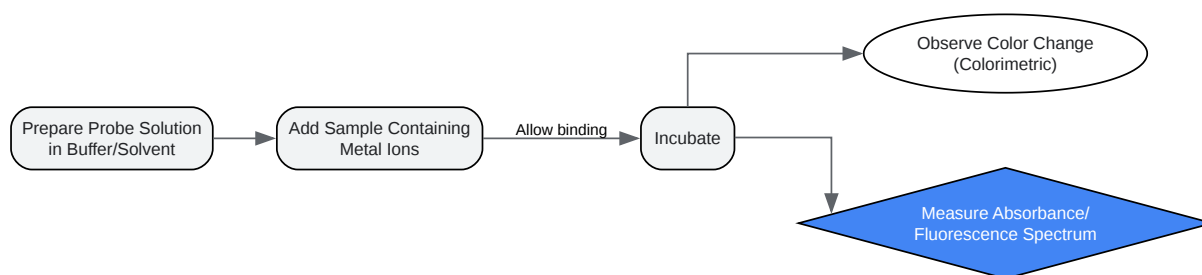 Observe Color Change
(Colorimetric)
Prepare Probe Solution
in Buffer/Solvent
Add Sample Containing
Metal Ions
Allow binding
Incubate
Measure Absorbance/
Fluorescence Spectrum